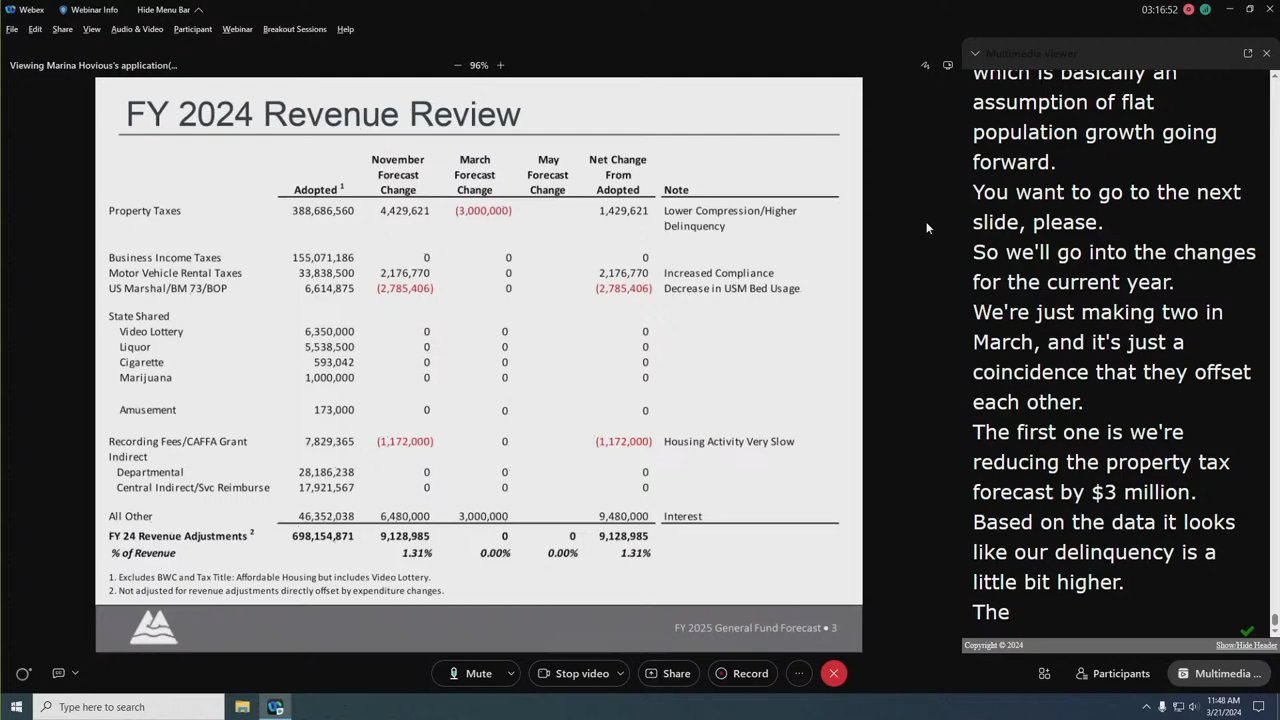 Webex Webinar Info Hide Menu Bar 03:16:52
File Edit Share View Audio & Video Participant Webinar Breakout Sessions Help
Viewing Marina Hovious's application(... 96%
FY 2024 Revenue Review
November March May Net Change
Forecast Forecast Forecast From
Adopted 1 Change Change Change Adopted Note
Property Taxes 388,686,560 4,429,621 (3,000,000) 1,429,621 Lower Compression/Higher
Delinquency
Business Income Taxes 155,071,186 0 0 0
Motor Vehicle Rental Taxes 33,838,500 2,176,770 0 2,176,770 Increased Compliance
US Marshal/BM 73/BOP 6,614,875 (2,785,406) 0 (2,785,406) Decrease in USM Bed Usage
State Shared
Video Lottery 6,350,000 0 0 0
Liquor 5,538,500 0 0 0
Cigarette 593,042 0 0 0
Marijuana 1,000,000 0 0 0
Amusement 173,000 0 0 0
Recording Fees/CAFFA Grant 7,829,365 (1,172,000) 0 (1,172,000) Housing Activity Very Slow
Indirect
Departmental 28,186,238 0 0 0
Central Indirect/Svc Reimburse 17,921,567 0 0 0
All Other 46,352,038 6,480,000 3,000,000 9,480,000 Interest
FY 24 Revenue Adjustments 2 698,154,871 9,128,985 0 0 9,128,985
% of Revenue 1.31% 0.00% 0.00% 1.31%
1. Excludes BWC and Tax Title: Affordable Housing but includes Video Lottery.
2. Not adjusted for revenue adjustments directly offset by expenditure changes.
FY 2025 General Fund Forecast • 3
Multimedia Viewer
which is basically an
assumption of flat
population growth going
forward.
You want to go to the next
slide, please.
So we'll go into the changes
for the current year.
We're just making two in
March, and it's just a
coincidence that they offset
each other.
The first one is we're
reducing the property tax
forecast by $3 million.
Based on the data it looks
like our delinquency is a
little bit higher.
The
Copyright © 2024 Show/Hide Header
Mute Stop video Share Record Participants Multimedia ...
Type here to search
11:48 AM
3/21/2024